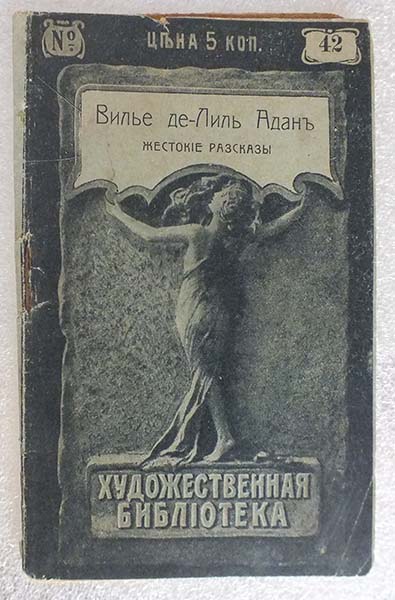 № ЦѢНА 5 КОП. 42
Вилье де-Лиль Аданъ
ЖЕСТОКІЕ РАЗСКАЗЫ
ХУДОЖЕСТВЕННАЯ
БИБЛІОТЕКА